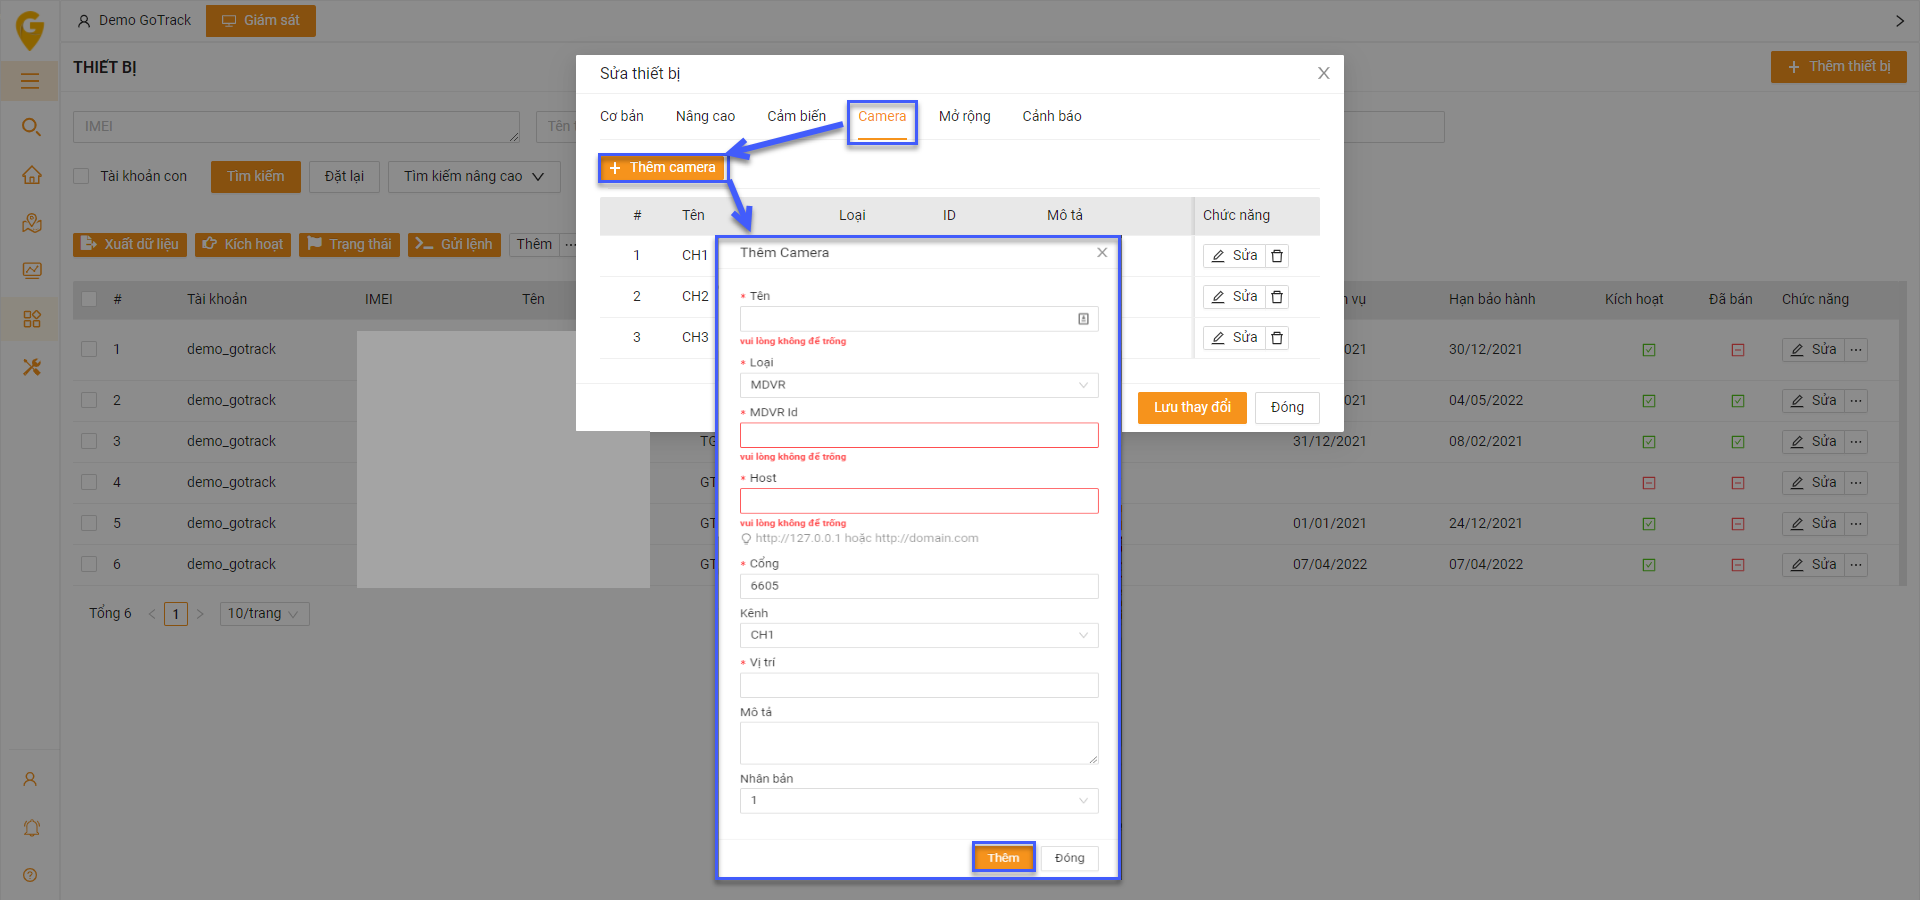 Demo GoTrack
Giám sát
THIẾT BỊ
Thêm thiết bị
IMEI
Tên
Tài khoản con
Tìm kiếm
Đặt lại
Tìm kiếm nâng cao
Xuất dữ liệu
Kích hoạt
Trạng thái
Gửi lệnh
Thêm
# Tài khoản IMEI Tên vụ Hạn bảo hành Kích hoạt Đã bán Chức năng
1 demo_gotrack 021 30/12/2021 Sửa
2 demo_gotrack 021 04/05/2022 Sửa
3 demo_gotrack TG 31/12/2021 08/02/2021 Sửa
4 demo_gotrack GT Sửa
5 demo_gotrack GT 01/01/2021 24/12/2021 Sửa
6 demo_gotrack GT 07/04/2022 07/04/2022 Sửa
Tổng 6 < 1 > 10/trang
Sửa thiết bị
Cơ bản Nâng cao Cảm biến Camera Mở rộng Cảnh báo
+ Thêm camera
# Tên Loại ID Mô tả Chức năng
1 CH1 Sửa
2 CH2 Sửa
3 CH3 Sửa
Lưu thay đổi
Đóng
Thêm Camera
* Tên
vui lòng không để trống
* Loại
MDVR
* MDVR Id
vui lòng không để trống
* Host
vui lòng không để trống
http://127.0.0.1 hoặc http://domain.com
* Cổng
6605
Kênh
CH1
* Vị trí
Mô tả
Nhân bản
1
Thêm
Đóng